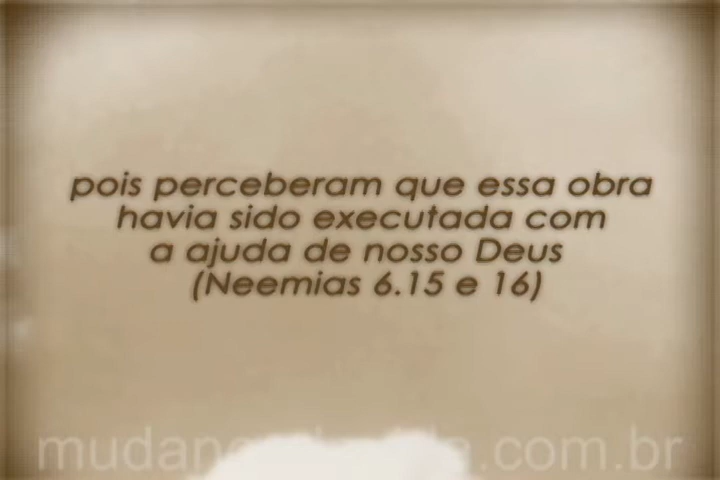 pois perceberam que essa obra
havia sido executada com
a ajuda de nosso Deus
(Neemias 6.15 e 16)